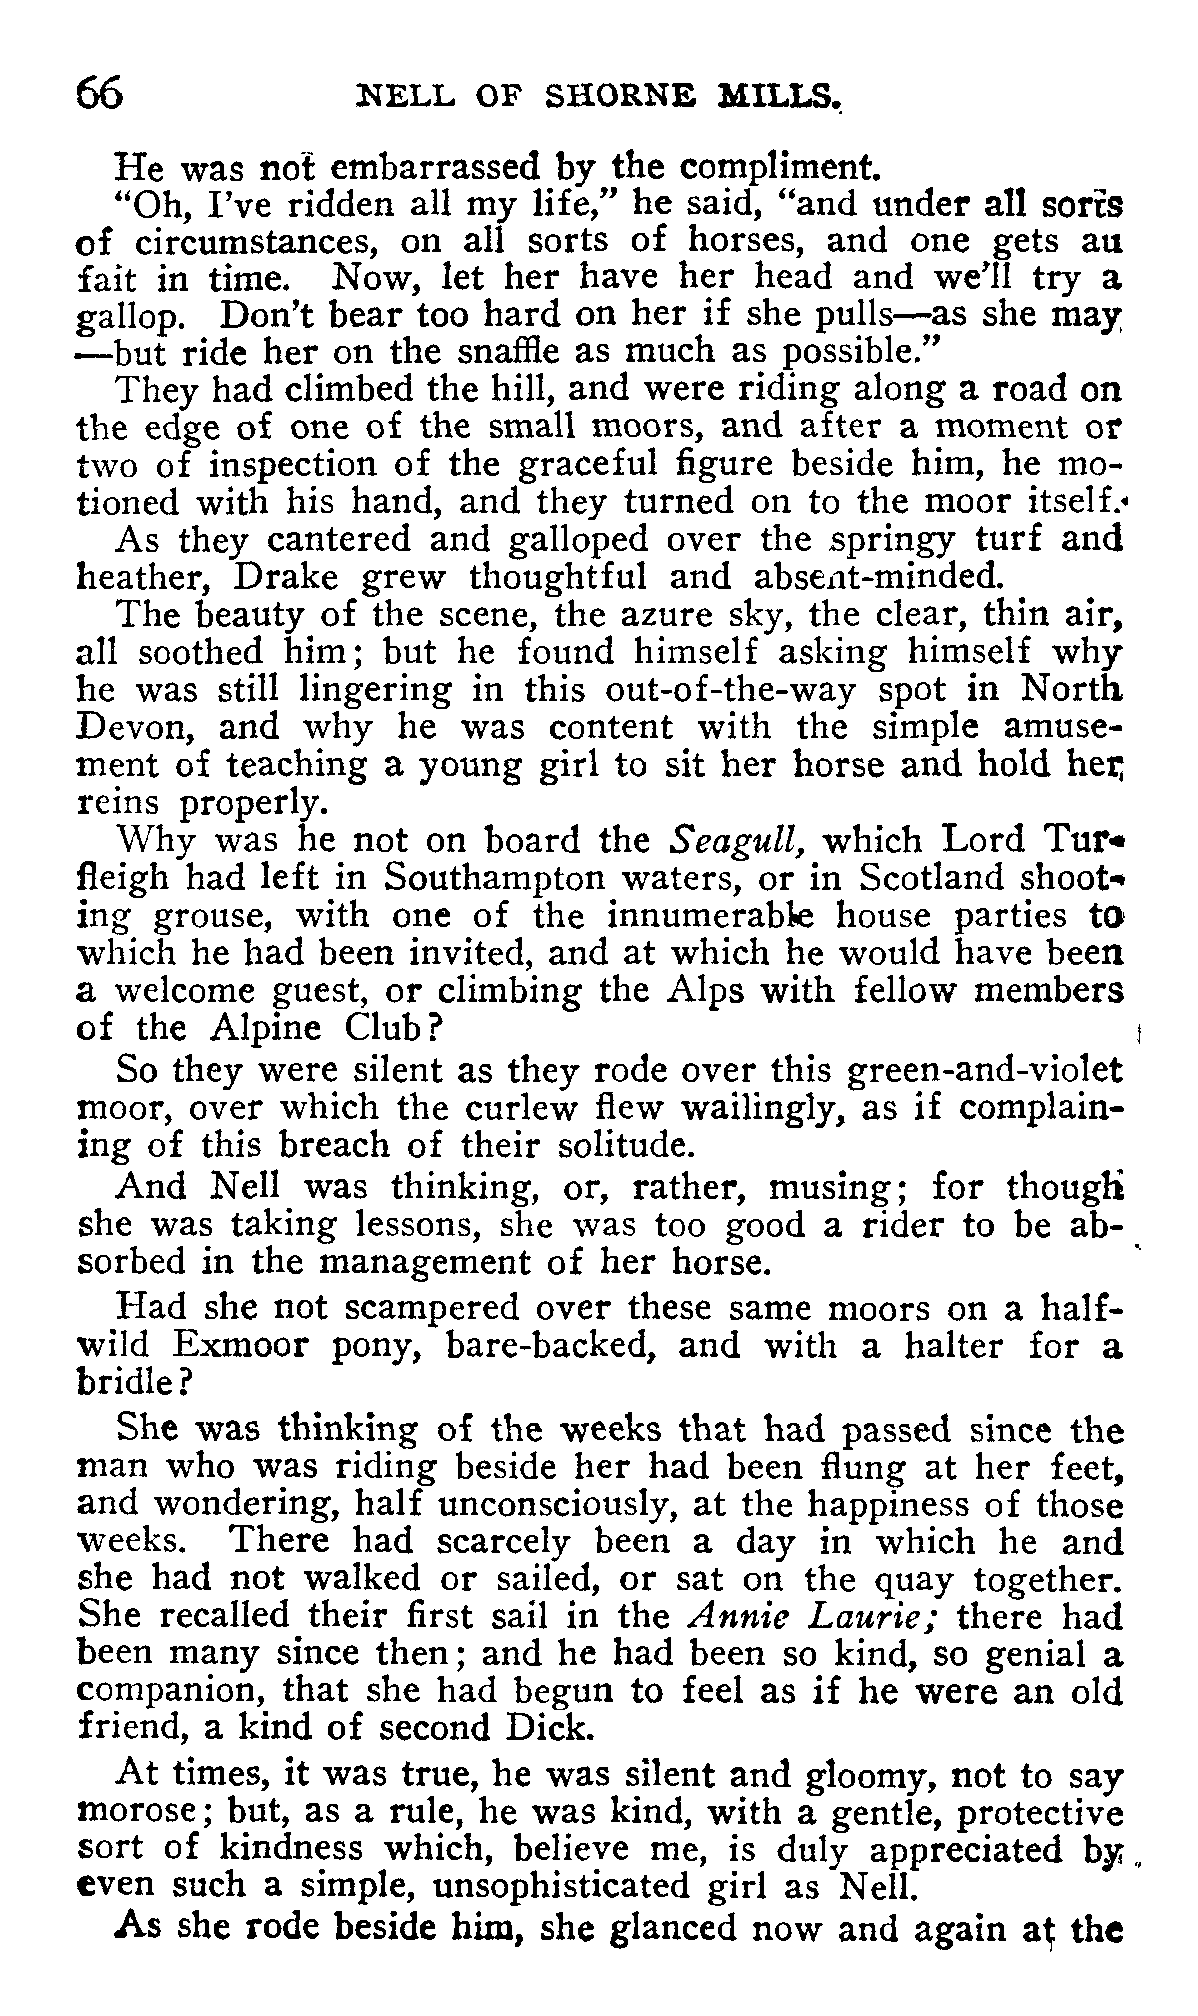 66 NELL OF SHORNE MILLS.
He was not embarrassed by the compliment.
“Oh, I’ve ridden all my life,” he said, “and under all sorts
of circumstances, on all sorts of horses, and one gets au
fait in time. Now, let her have her head and we’ll try a
gallop. Don’t bear too hard on her if she pulls—as she may
—but ride her on the snaffle as much as possible.”
They had climbed the hill, and were riding along a road on
the edge of one of the small moors, and after a moment or
two of inspection of the graceful figure beside him, he mo-
tioned with his hand, and they turned on to the moor itself.
As they cantered and galloped over the springy turf and
heather, Drake grew thoughtful and absent-minded.
The beauty of the scene, the azure sky, the clear, thin air,
all soothed him; but he found himself asking himself why
he was still lingering in this out-of-the-way spot in North
Devon, and why he was content with the simple amuse-
ment of teaching a young girl to sit her horse and hold her
reins properly.
Why was he not on board the Seagull, which Lord Tur-
fleigh had left in Southampton waters, or in Scotland shoot-
ing grouse, with one of the innumerable house parties to
which he had been invited, and at which he would have been
a welcome guest, or climbing the Alps with fellow members
of the Alpine Club?
So they were silent as they rode over this green-and-violet
moor, over which the curlew flew wailingly, as if complain-
ing of this breach of their solitude.
And Nell was thinking, or, rather, musing; for though
she was taking lessons, she was too good a rider to be ab-
sorbed in the management of her horse.
Had she not scampered over these same moors on a half-
wild Exmoor pony, bare-backed, and with a halter for a
bridle?
She was thinking of the weeks that had passed since the
man who was riding beside her had been flung at her feet,
and wondering, half unconsciously, at the happiness of those
weeks. There had scarcely been a day in which he and
she had not walked or sailed, or sat on the quay together.
She recalled their first sail in the Annie Laurie; there had
been many since then; and he had been so kind, so genial a
companion, that she had begun to feel as if he were an old
friend, a kind of second Dick.
At times, it was true, he was silent and gloomy, not to say
morose; but, as a rule, he was kind, with a gentle, protective
sort of kindness which, believe me, is duly appreciated by
even such a simple, unsophisticated girl as Nell.
As she rode beside him, she glanced now and again at the